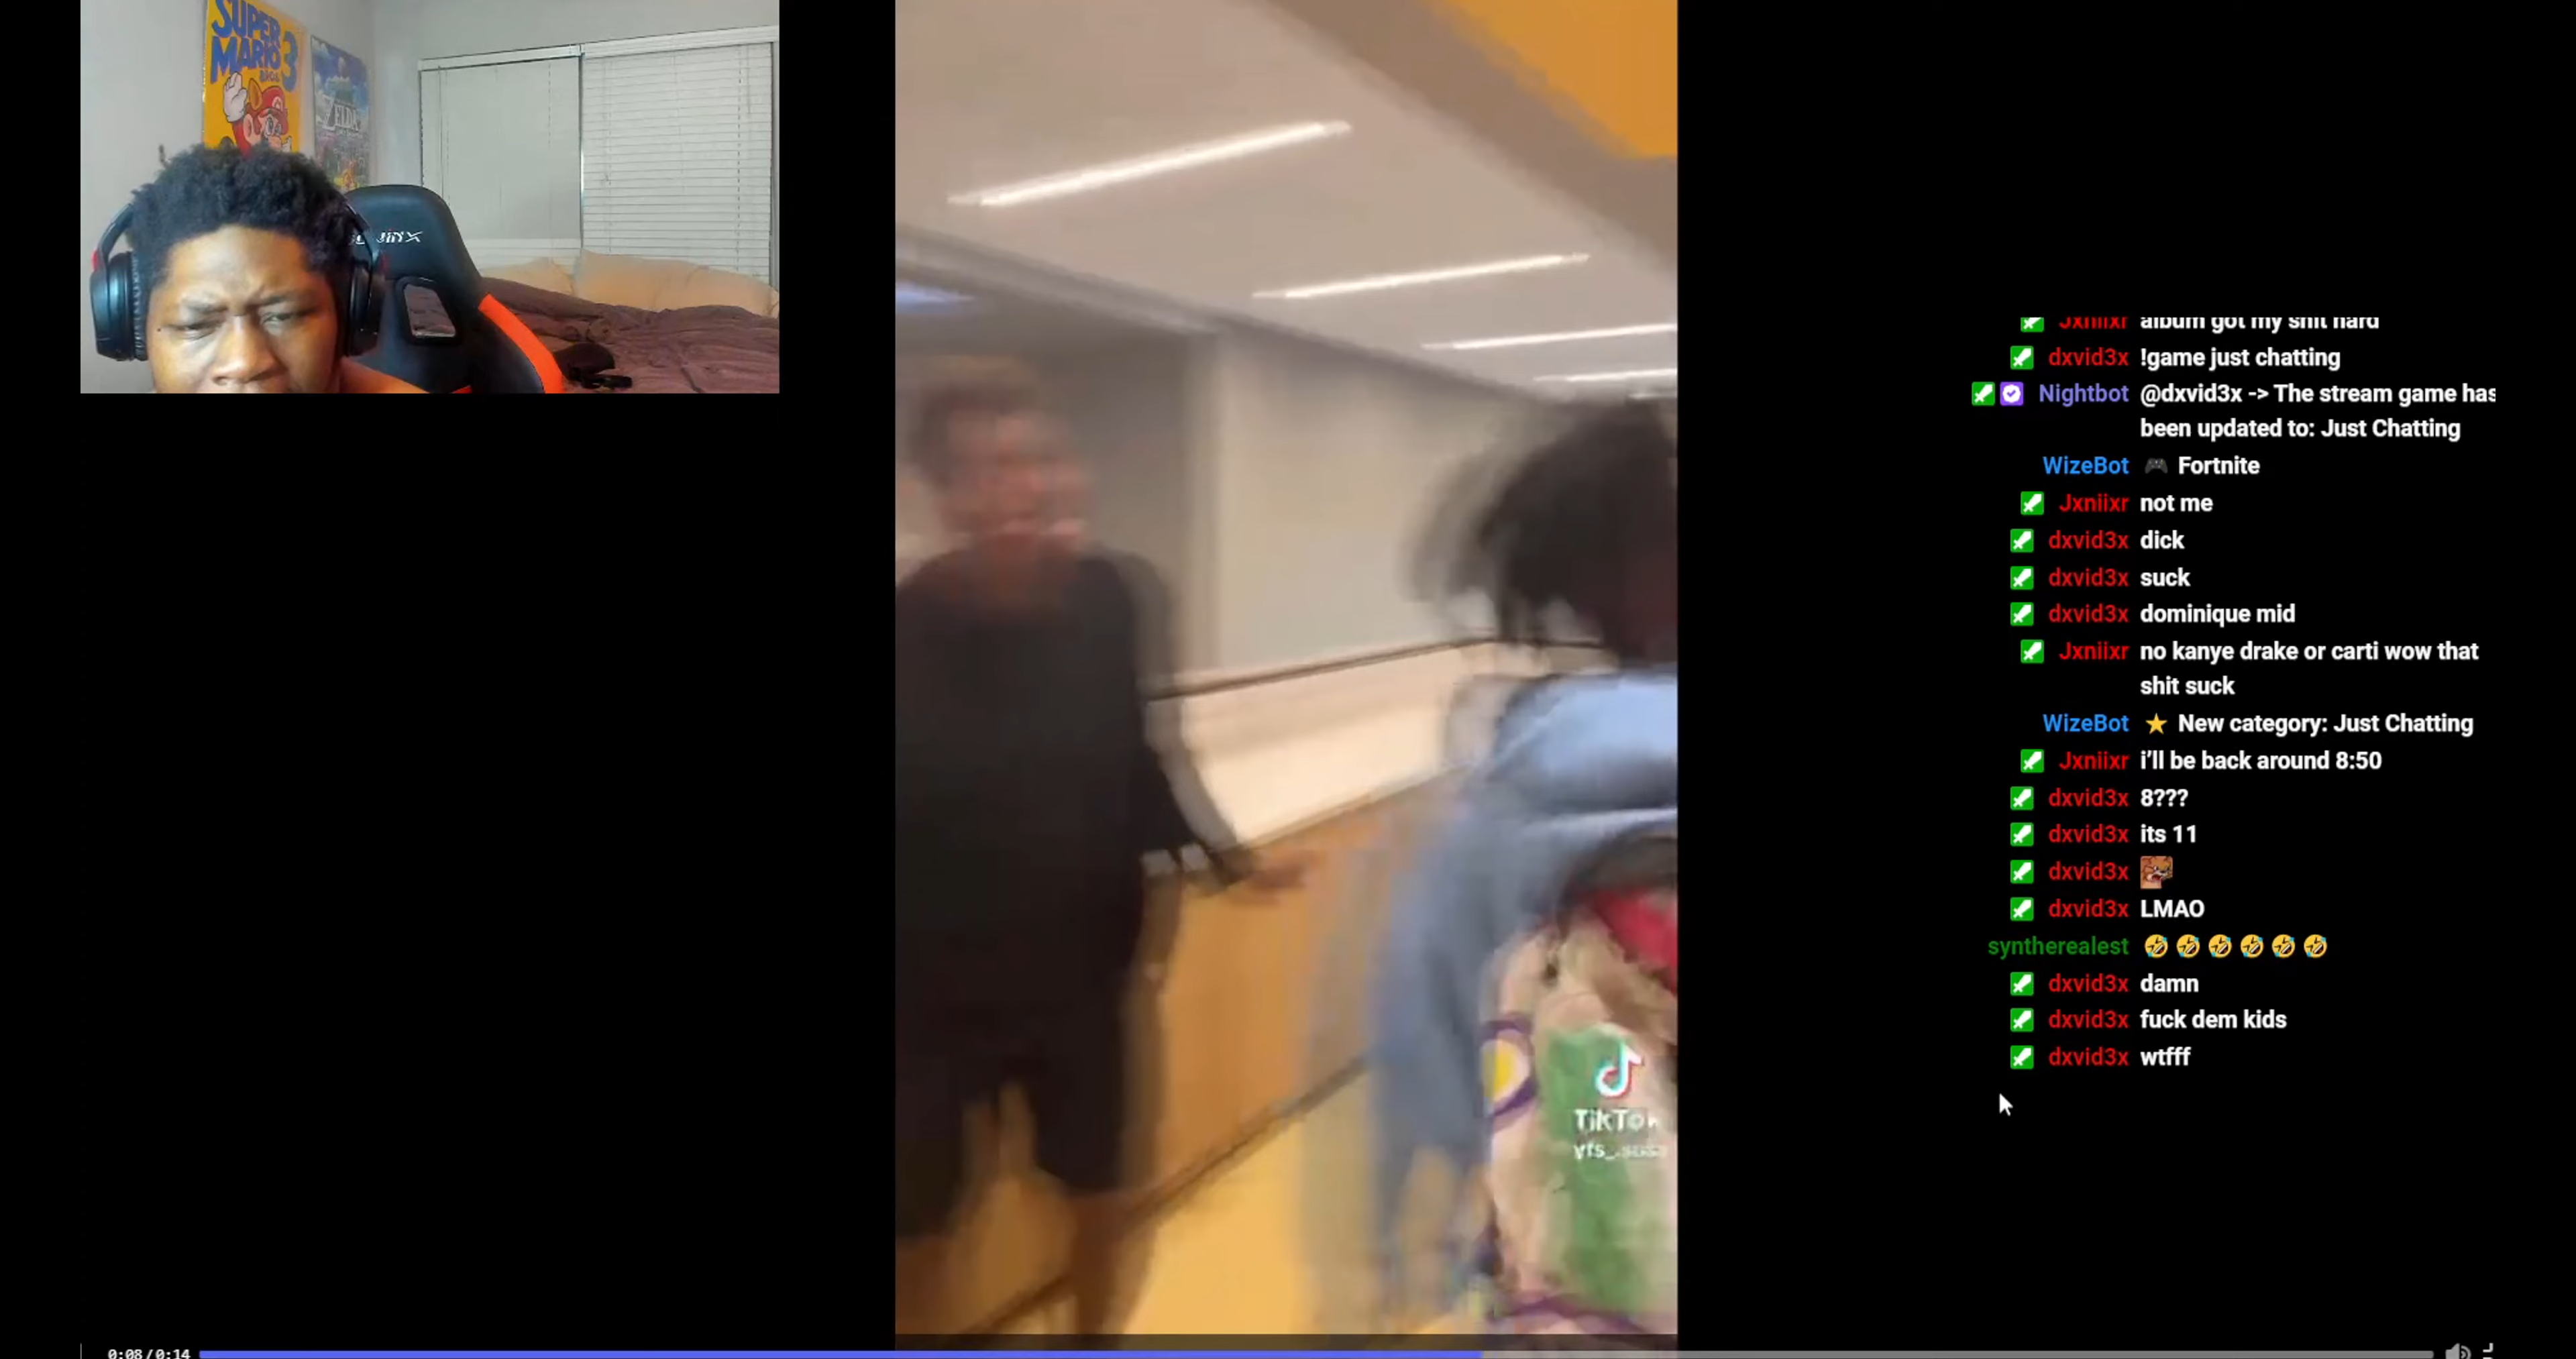 SUPER
MARIO
BROS 3
ZELDA
album got my shit hard
Jxniixr
dxvid3x !game just chatting
Nightbot @dxvid3x -> The stream game has
been updated to: Just Chatting
WizeBot 🎮 Fortnite
Jxniixr not me
dxvid3x dick
dxvid3x suck
dxvid3x dominique mid
Jxniixr no kanye drake or carti wow that
shit suck
WizeBot ⭐ New category: Just Chatting
Jxniixr i'll be back around 8:50
dxvid3x 8???
dxvid3x its 11
dxvid3x
dxvid3x LMAO
syntherealest 🤣 🤣 🤣 🤣 🤣 🤣
dxvid3x damn
dxvid3x fuck dem kids
dxvid3x wtfff
TikTok
0:08/0:14